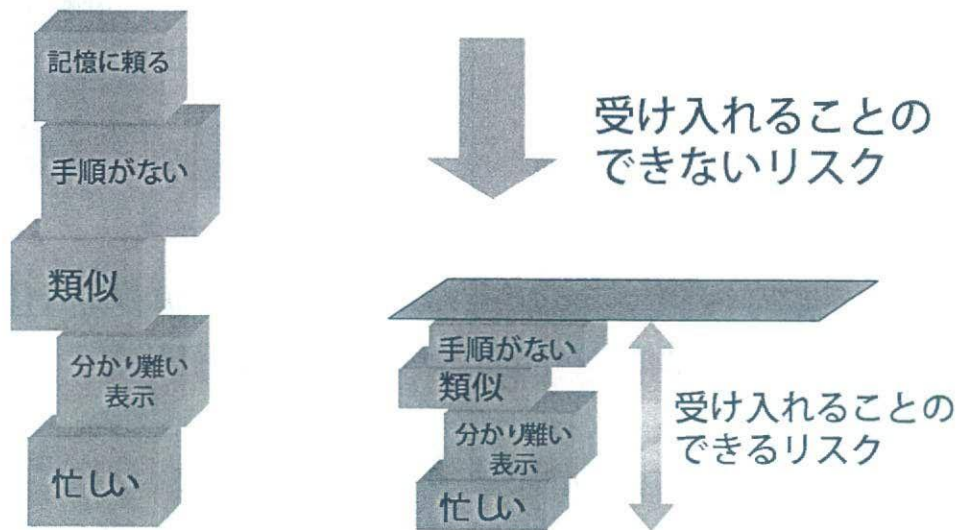 記憶に頼る
手順がない
類似
分かり難い
表示
忙しい
受け入れることの
できないリスク
手順がない
類似
分かり難い
表示
忙しい
受け入れることの
できるリスク